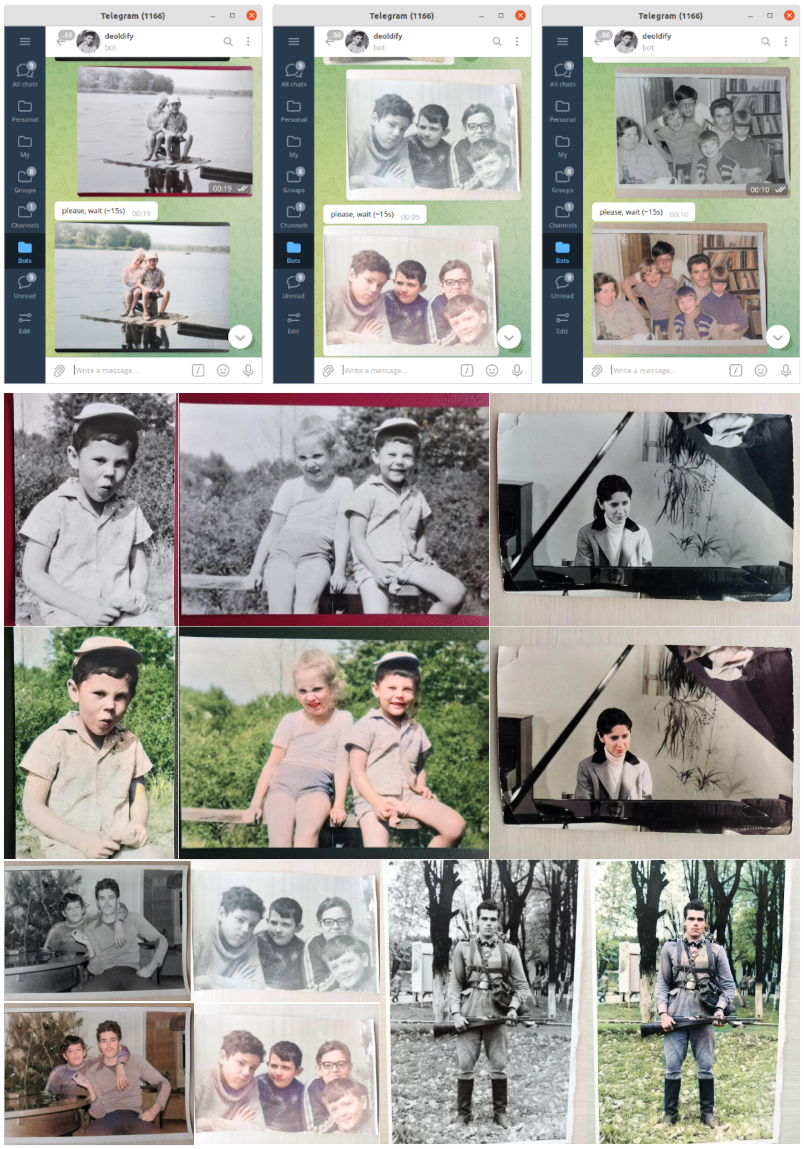 Telegram (1166)
66
deoldify
bot
9
All chats
Personal
My
8
Groups
1
Channels
Bots
9
Unread
Edit
00:19
please, wait (~15s) 00:19
Write a message...
Telegram (1166)
66
deoldify
bot
9
All chats
Personal
My
8
Groups
1
Channels
Bots
9
Unread
Edit
please, wait (~15s) 00:05
Write a message...
Telegram (1166)
66
deoldify
bot
9
All chats
Personal
My
8
Groups
1
Channels
Bots
9
Unread
Edit
00:10
please, wait (~15s) 00:10
Write a message...